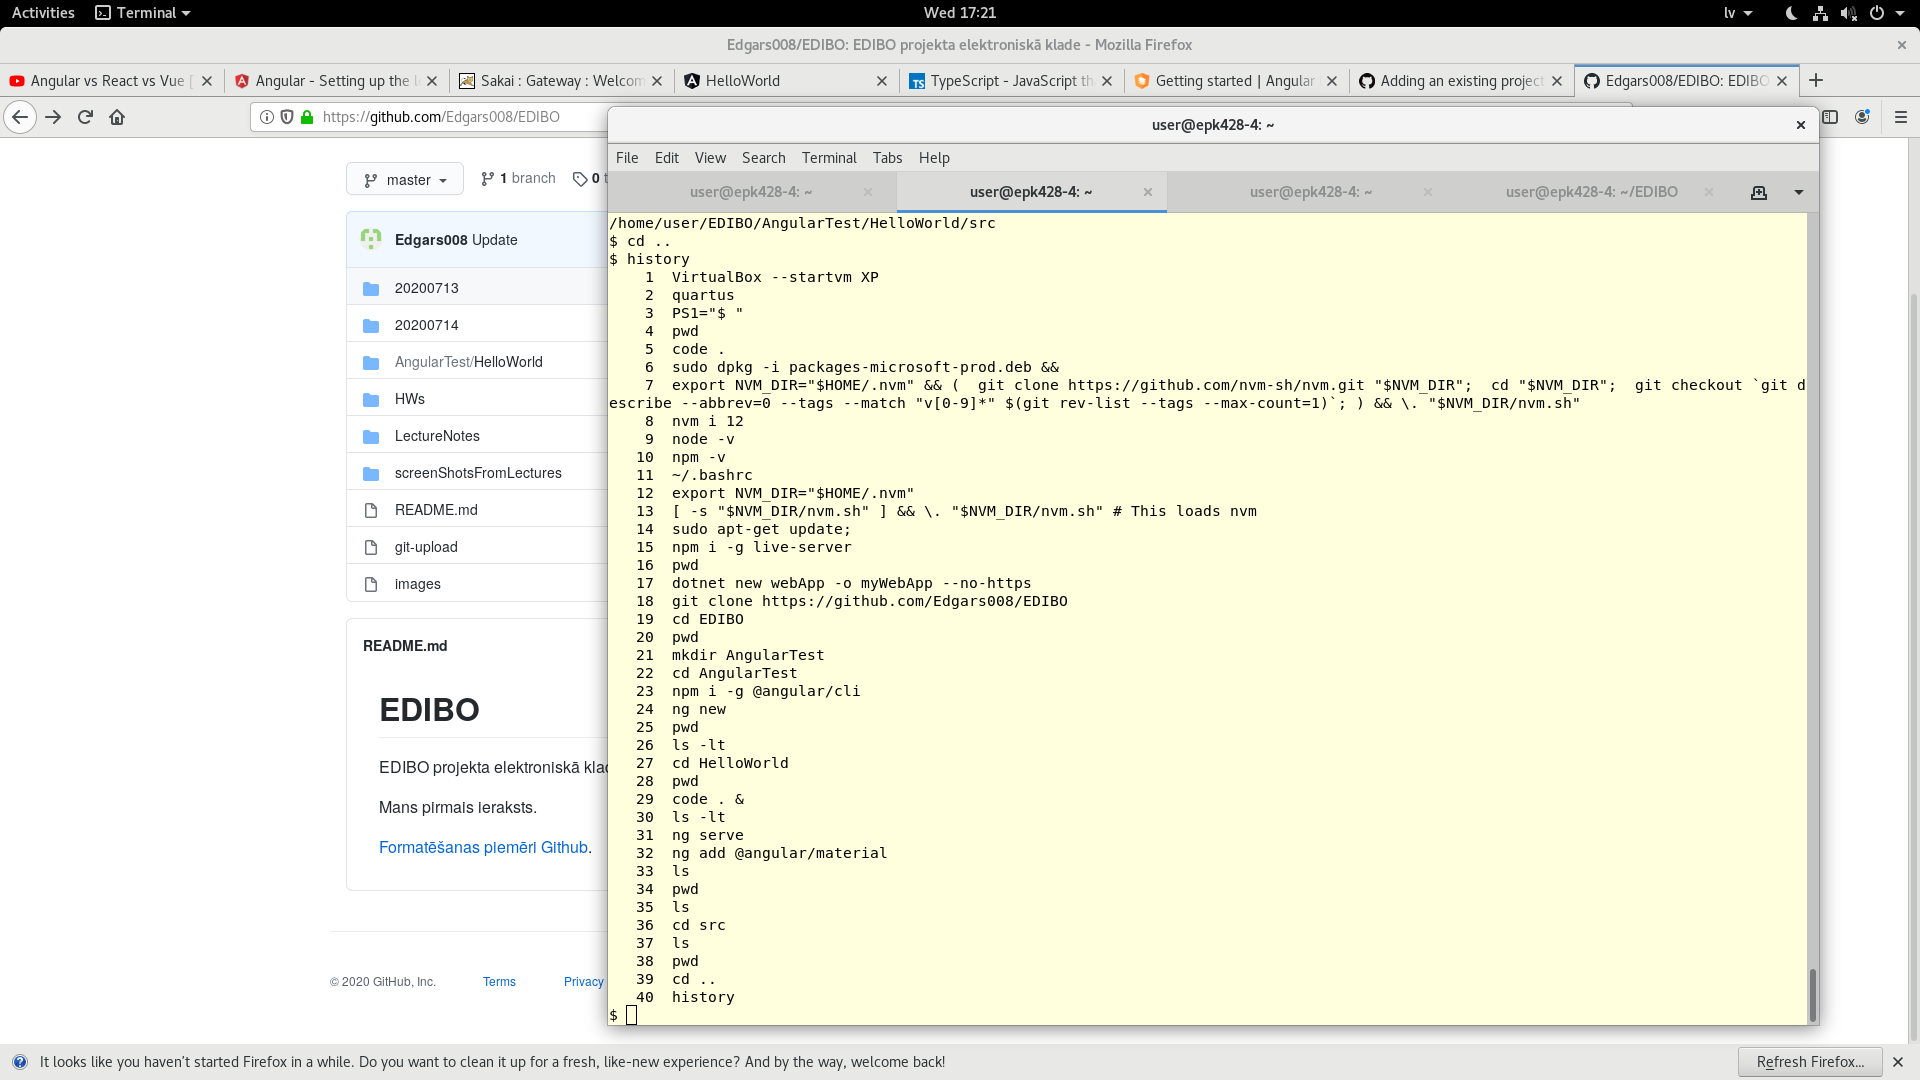 Activities Terminal Wed 17:21 lv
Edgars008/EDIBO: EDIBO projekta elektroniskā klade - Mozilla Firefox
Angular vs React vs Vue [ Angular - Setting up the l Sakai : Gateway : Welcom HelloWorld TypeScript - JavaScript th Getting started | Angular Adding an existing project Edgars008/EDIBO: EDIBO
https://github.com/Edgars008/EDIBO
user@epk428-4: ~
File Edit View Search Terminal Tabs Help
user@epk428-4: ~ user@epk428-4: ~ user@epk428-4: ~ user@epk428-4: ~/EDIBO
master 1 branch 0 t
Edgars008 Update
20200713
20200714
AngularTest/HelloWorld
HWs
LectureNotes
screenShotsFromLectures
README.md
git-upload
images
README.md
EDIBO
EDIBO projekta elektroniskā klad
Mans pirmais ieraksts.
Formatēšanas piemēri Github.
© 2020 GitHub, Inc. Terms Privacy
/home/user/EDIBO/AngularTest/HelloWorld/src
$ cd ..
$ history
1 VirtualBox --startvm XP
2 quartus
3 PS1="$ "
4 pwd
5 code .
6 sudo dpkg -i packages-microsoft-prod.deb &&
7 export NVM_DIR="$HOME/.nvm" && (  git clone https://github.com/nvm-sh/nvm.git "$NVM_DIR";  cd "$NVM_DIR";  git checkout `git d
escribe --abbrev=0 --tags --match "v[0-9]*" $(git rev-list --tags --max-count=1)`; ) && \. "$NVM_DIR/nvm.sh"
8 nvm i 12
9 node -v
10 npm -v
11 ~/.bashrc
12 export NVM_DIR="$HOME/.nvm"
13 [ -s "$NVM_DIR/nvm.sh" ] && \. "$NVM_DIR/nvm.sh" # This loads nvm
14 sudo apt-get update;
15 npm i -g live-server
16 pwd
17 dotnet new webApp -o myWebApp --no-https
18 git clone https://github.com/Edgars008/EDIBO
19 cd EDIBO
20 pwd
21 mkdir AngularTest
22 cd AngularTest
23 npm i -g @angular/cli
24 ng new
25 pwd
26 ls -lt
27 cd HelloWorld
28 pwd
29 code . &
30 ls -lt
31 ng serve
32 ng add @angular/material
33 ls
34 pwd
35 ls
36 cd src
37 ls
38 pwd
39 cd ..
40 history
$
It looks like you haven't started Firefox in a while. Do you want to clean it up for a fresh, like-new experience? And by the way, welcome back! Refresh Firefox...